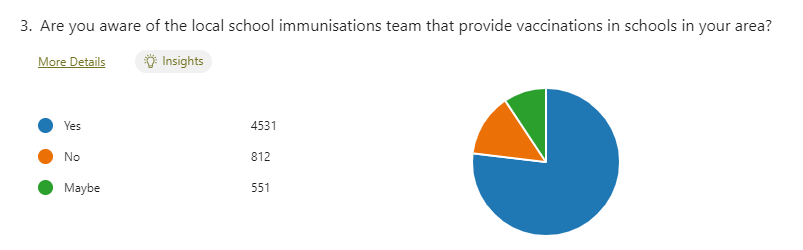 3. Are you aware of the local school immunisations team that provide vaccinations in schools in your area?
More Details Insights
Yes 4531
No 812
Maybe 551